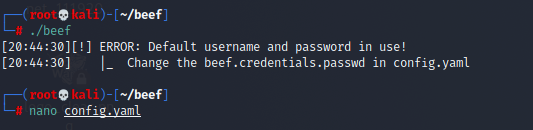 ┌──(root💀kali)-[~/beef]
└─# ./beef
[20:44:30][!] ERROR: Default username and password in use!
[20:44:30]    |_  Change the beef.credentials.passwd in config.yaml
┌──(root💀kali)-[~/beef]
└─# nano config.yaml